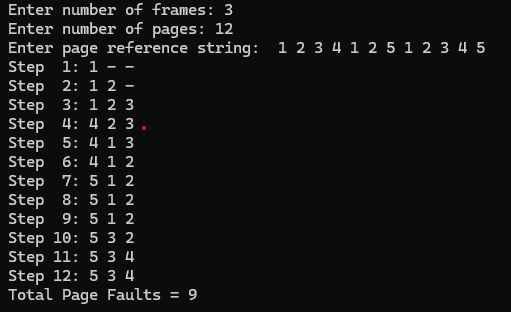 Enter number of frames: 3
Enter number of pages: 12
Enter page reference string:  1 2 3 4 1 2 5 1 2 3 4 5
Step  1: 1 - -
Step  2: 1 2 -
Step  3: 1 2 3
Step  4: 4 2 3
Step  5: 4 1 3
Step  6: 4 1 2
Step  7: 5 1 2
Step  8: 5 1 2
Step  9: 5 1 2
Step 10: 5 3 2
Step 11: 5 3 4
Step 12: 5 3 4
Total Page Faults = 9